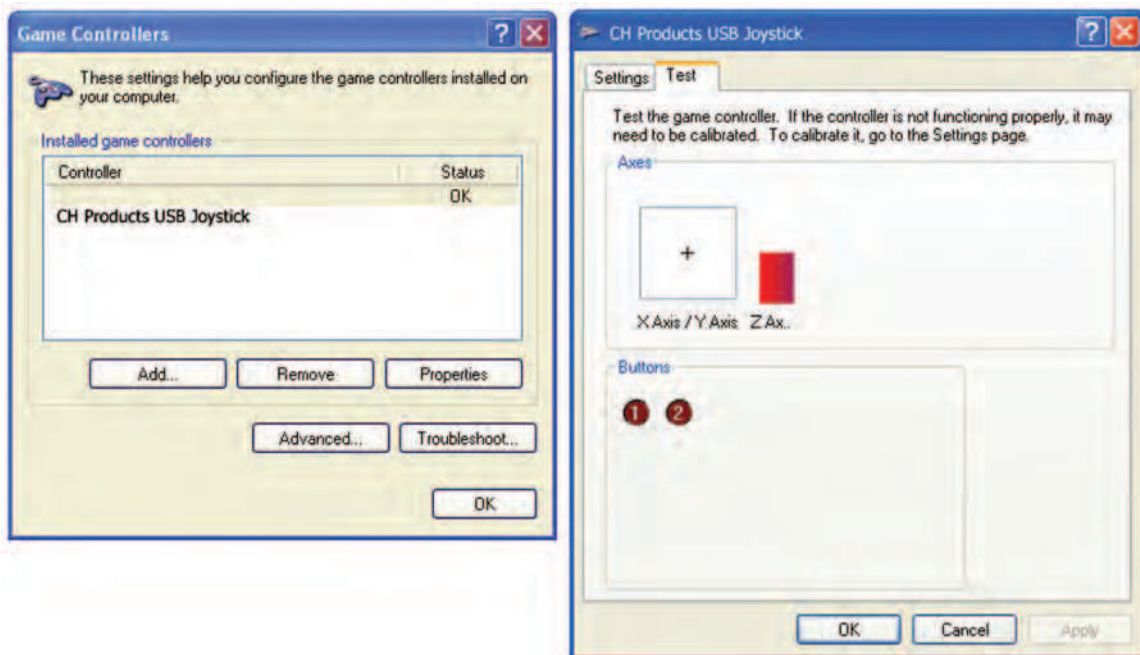 Game Controllers
These settings help you configure the game controllers installed on
your computer.
Installed game controllers
Controller Status
OK
CH Products USB Joystick
Add... Remove Properties
Advanced... Troubleshoot...
OK
CH Products USB Joystick
Settings Test
Test the game controller. If the controller is not functioning properly, it may
need to be calibrated. To calibrate it, go to the Settings page.
Axes
X Axis / Y Axis Z Ax..
Buttons
1 2
OK Cancel Apply